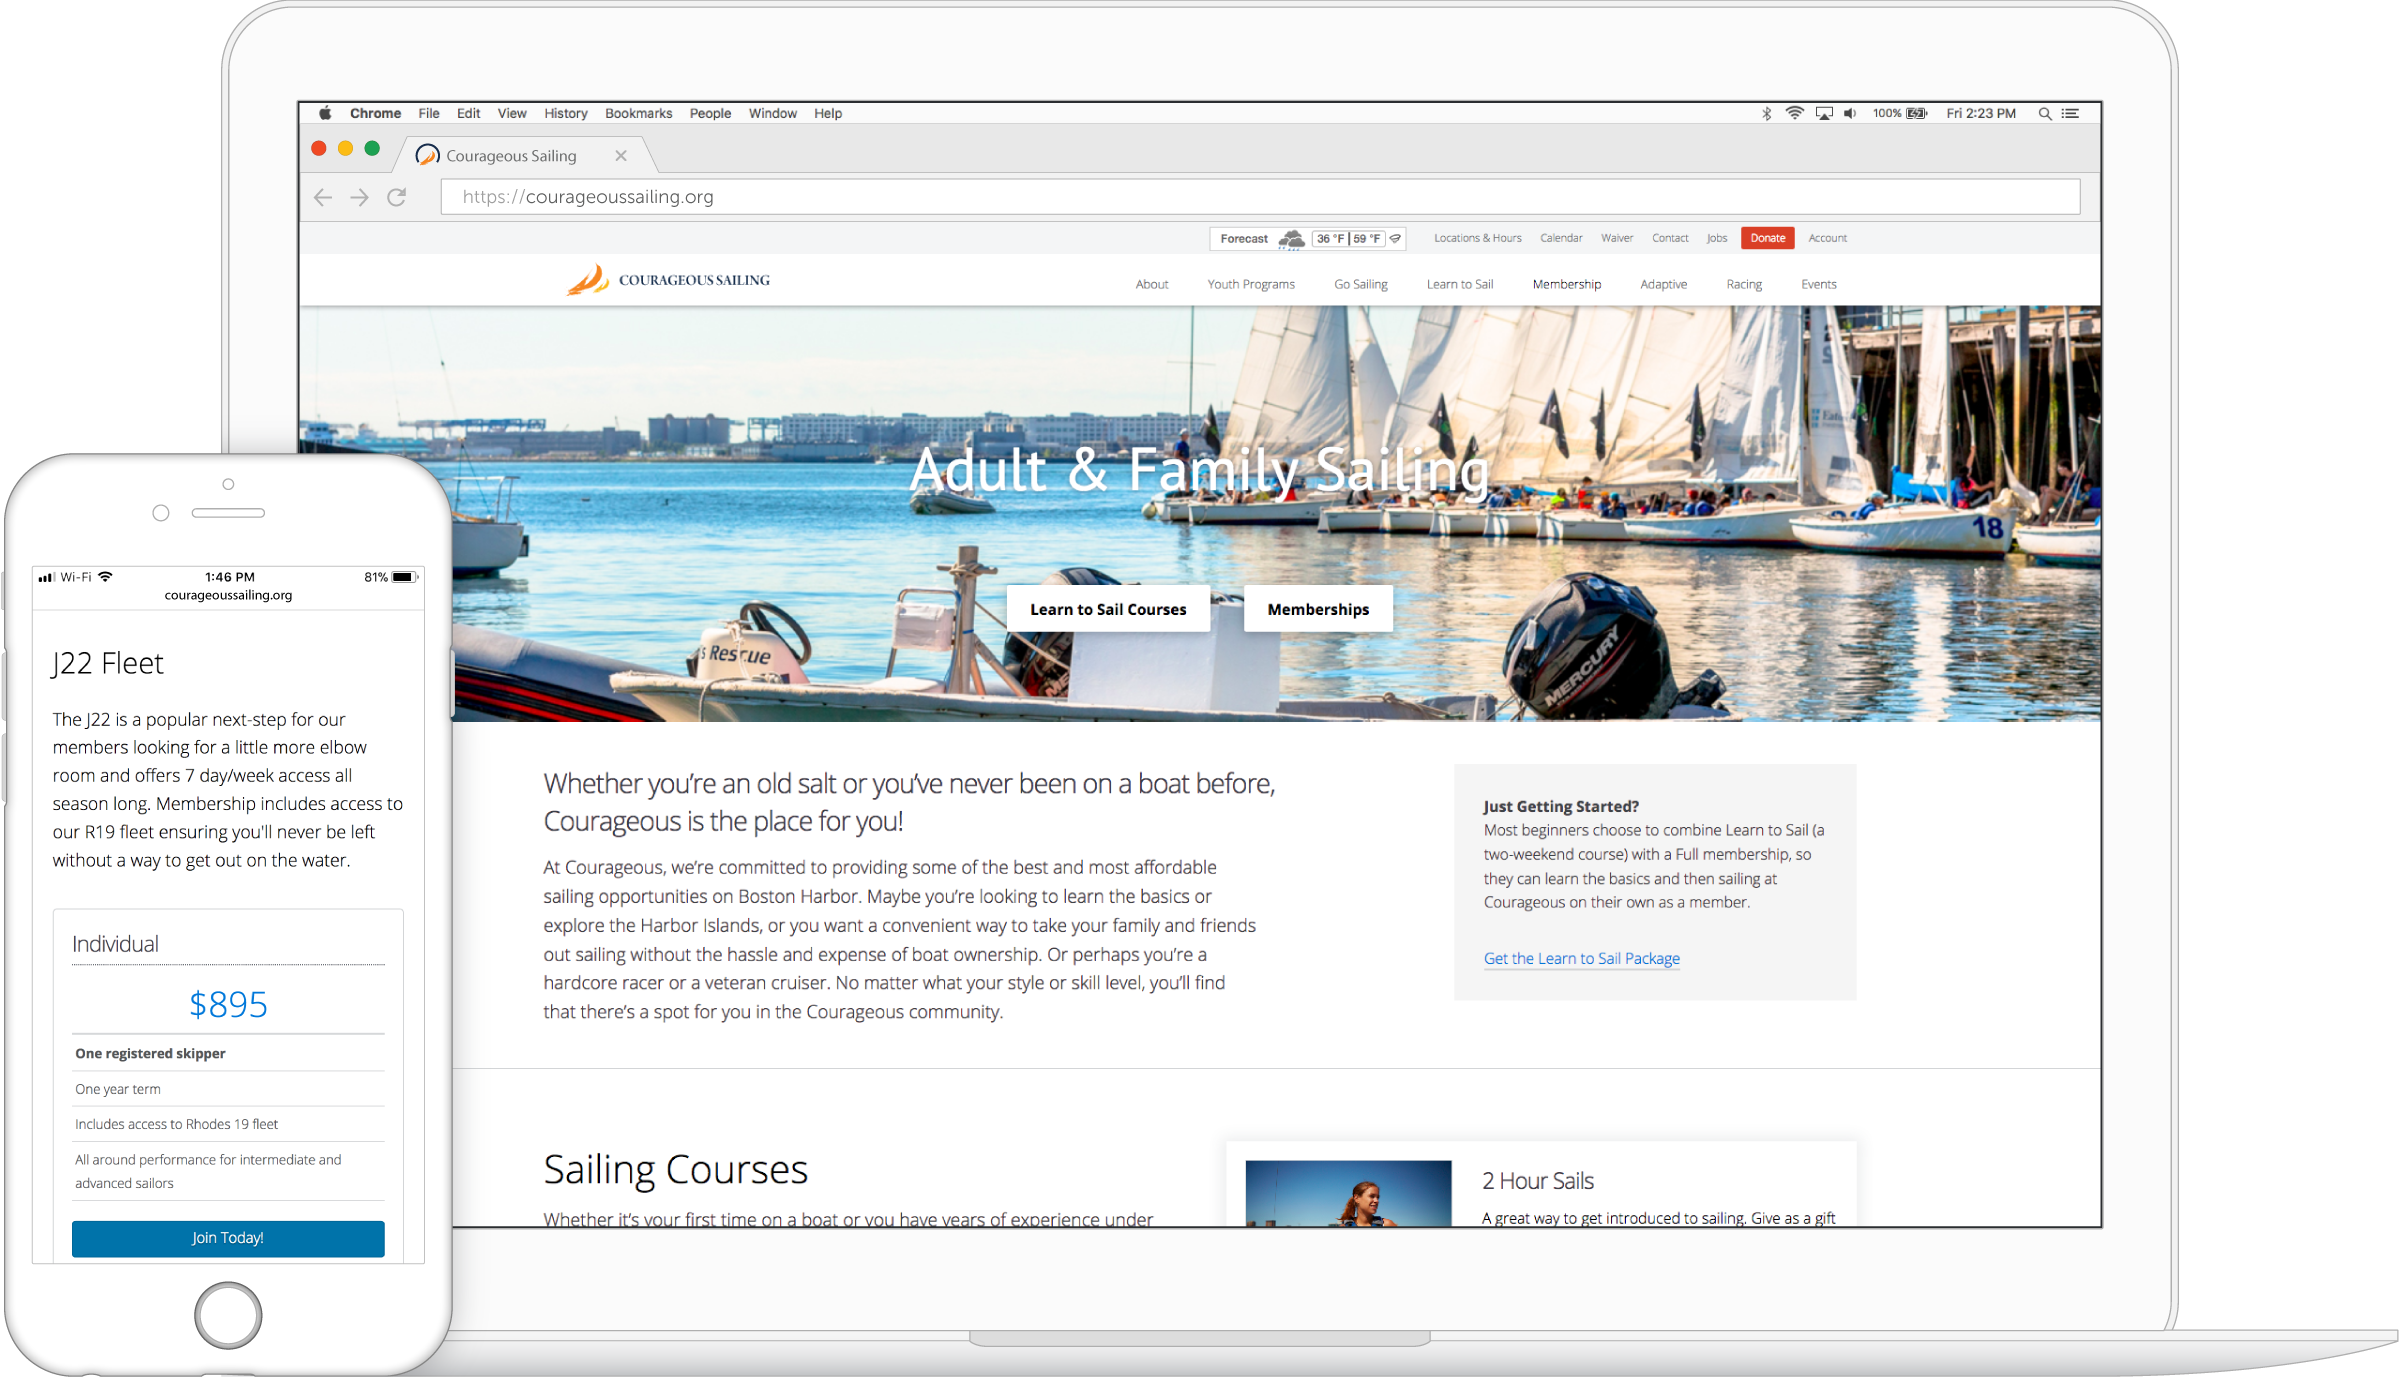 Chrome File Edit View History Bookmarks People Window Help
100% Fri 2:23 PM
Courageous Sailing
https://courageoussailing.org
Forecast 36 °F 59 °F Locations & Hours Calendar Waiver Contact Jobs Donate Account
COURAGEOUS SAILING
About Youth Programs Go Sailing Learn to Sail Membership Adaptive Racing Events
Adult & Family Sailing
18
Learn to Sail Courses Memberships
's Rescue
MERCURY
Whether you’re an old salt or you’ve never been on a boat before,
Courageous is the place for you!
At Courageous, we’re committed to providing some of the best and most affordable
sailing opportunities on Boston Harbor. Maybe you’re looking to learn the basics or
explore the Harbor Islands, or you want a convenient way to take your family and friends
out sailing without the hassle and expense of boat ownership. Or perhaps you’re a
hardcore racer or a veteran cruiser. No matter what your style or skill level, you’ll find
that there’s a spot for you in the Courageous community.
Just Getting Started?
Most beginners choose to combine Learn to Sail (a
two-weekend course) with a Full membership, so
they can learn the basics and then sailing at
Courageous on their own as a member.
Get the Learn to Sail Package
Sailing Courses
Whether it’s your first time on a boat or you have years of experience under
2 Hour Sails
A great way to get introduced to sailing. Give as a gift
Wi-Fi 1:46 PM 81%
courageoussailing.org
J22 Fleet
The J22 is a popular next-step for our
members looking for a little more elbow
room and offers 7 day/week access all
season long. Membership includes access to
our R19 fleet ensuring you'll never be left
without a way to get out on the water.
Individual
$895
One registered skipper
One year term
Includes access to Rhodes 19 fleet
All around performance for intermediate and
advanced sailors
Join Today!